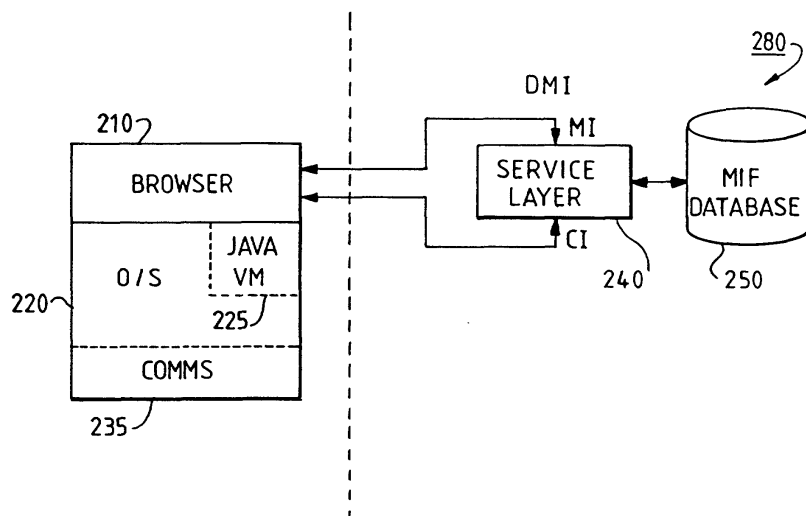 280
DMI
210
MI
BROWSER
SERVICE
LAYER
MIF
DATABASE
JAVA
VM
O/S
CI
220
225
240
250
COMMS
235